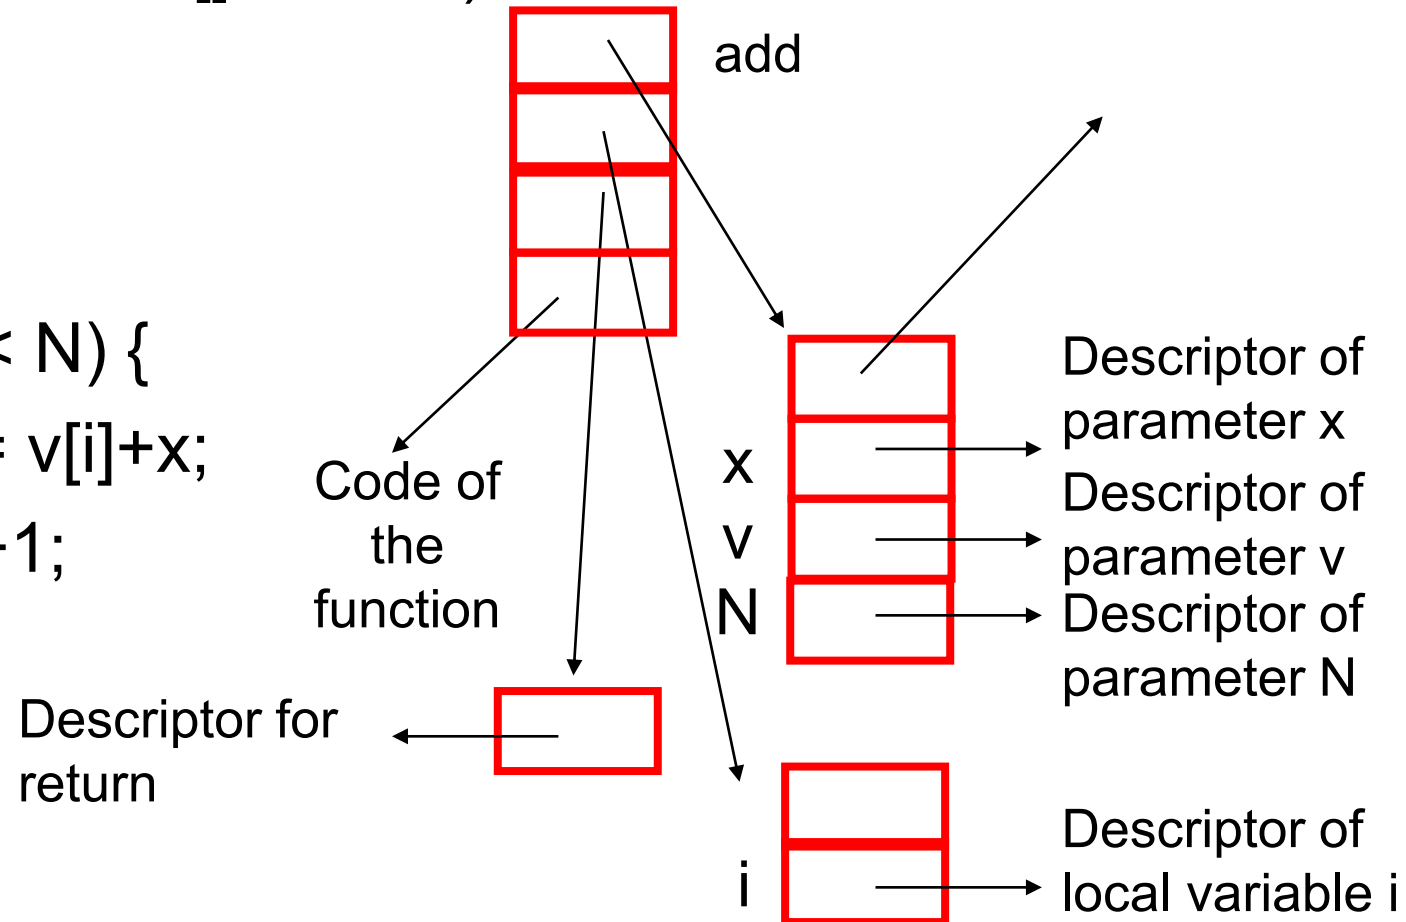 add
< N) {
= v[i]+x;
+1;
Code of
the
function
Descriptor for
return
x
v
N
Descriptor of
parameter x
Descriptor of
parameter v
Descriptor of
parameter N
i
Descriptor of
local variable i